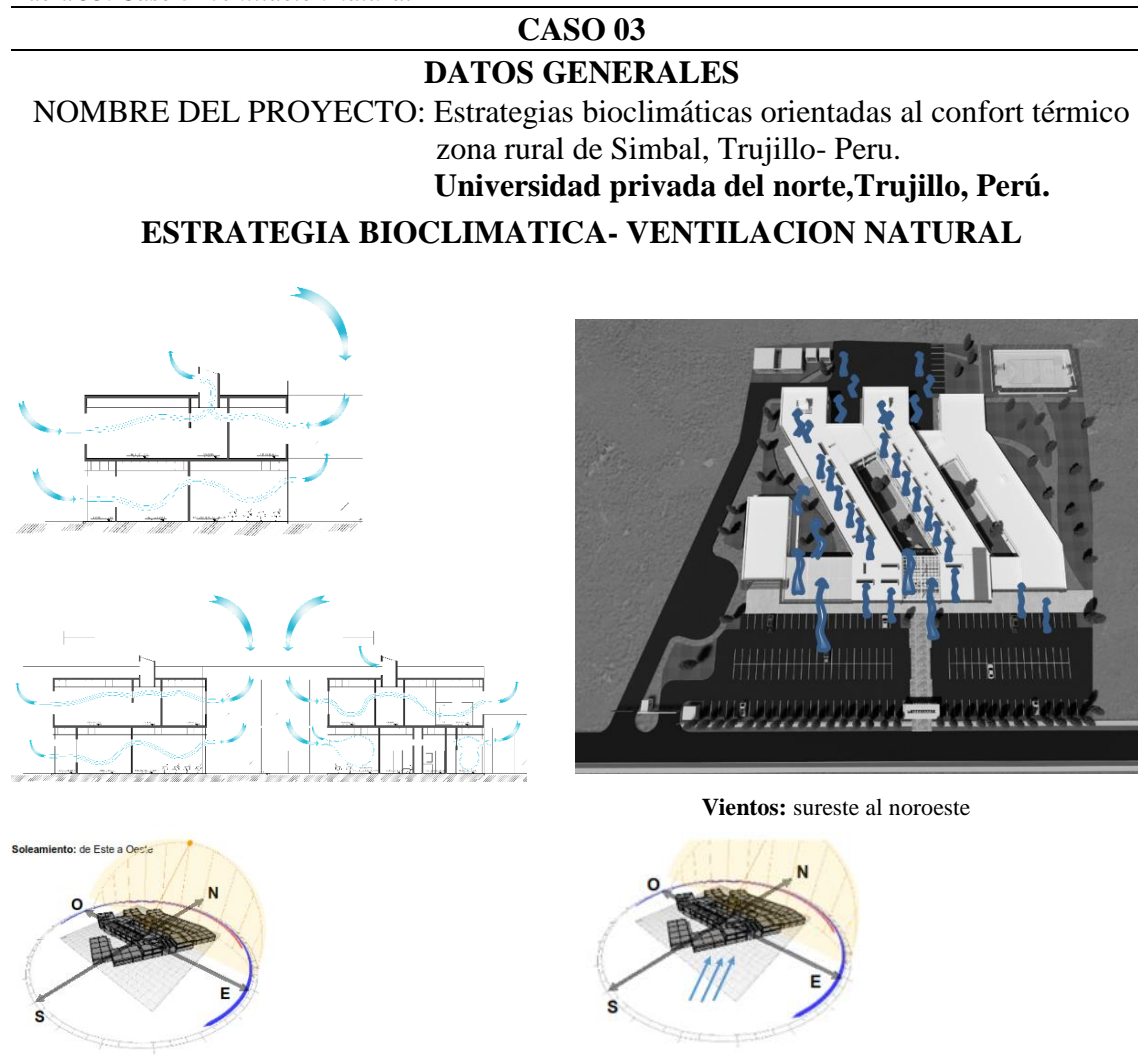 CASO 03
DATOS GENERALES
NOMBRE DEL PROYECTO: Estrategias bioclimáticas orientadas al confort térmico
zona rural de Simbal, Trujillo- Peru.
Universidad privada del norte,Trujillo, Perú.
ESTRATEGIA BIOCLIMATICA- VENTILACION NATURAL
Vientos: sureste al noroeste
Soleamiento: de Este a Oeste
N
O
E
S
N
O
E
S